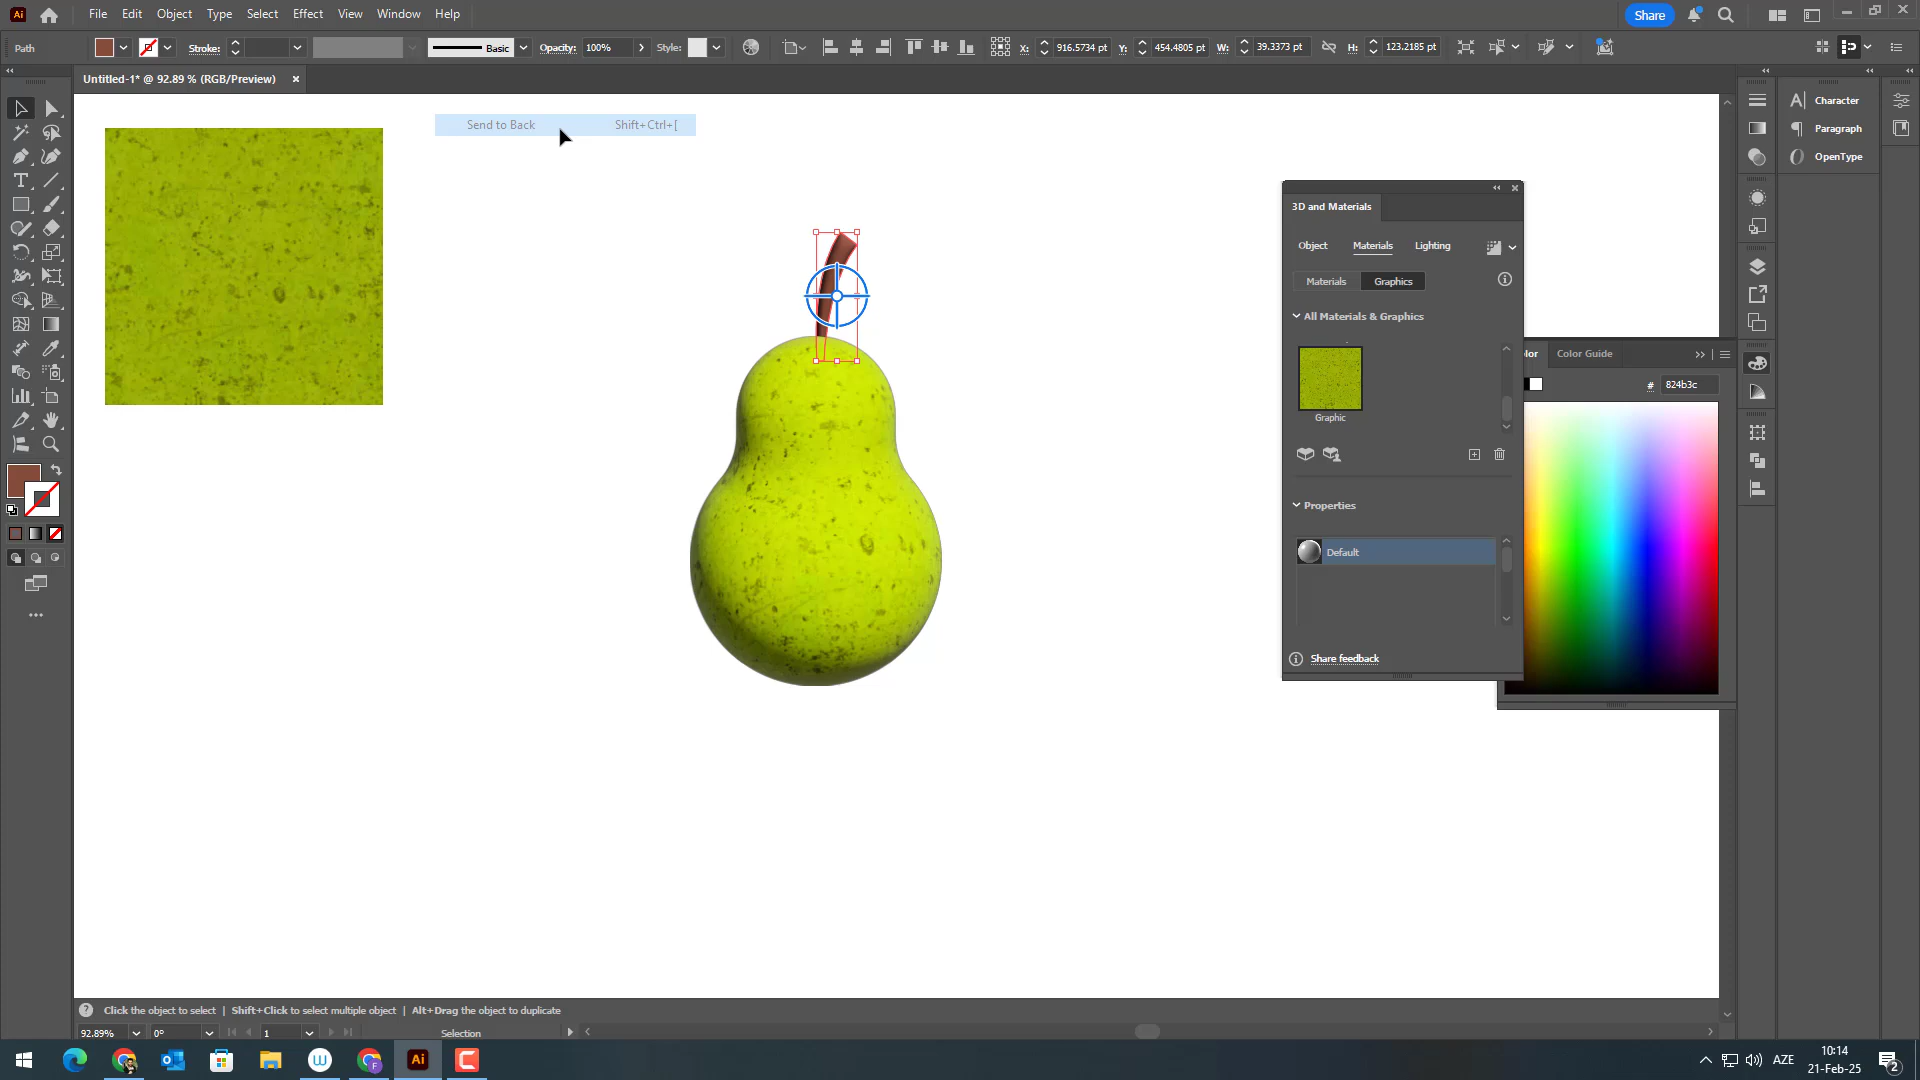 Ai File Edit Object Type Select Effect View Window Help Share
Path Stroke: Basic Opacity: 100% Style: X: 916.5734 pt Y: 454.4805 pt W: 39.3373 pt H: 123.2185 pt
Untitled-1* @ 92.89 % (RGB/Preview) ×
Send to Back Shift+Ctrl+[
Character
Paragraph
OpenType
3D and Materials
Object Materials Lighting
Materials Graphics
All Materials & Graphics
Graphic
Properties
Default
Share feedback
Color Guide
# 824b3c
Click the object to select | Shift+Click to select multiple object | Alt+Drag the object to duplicate
92.89% 0° 1 Selection
Ai AZE 10:14
21-Feb-25
2